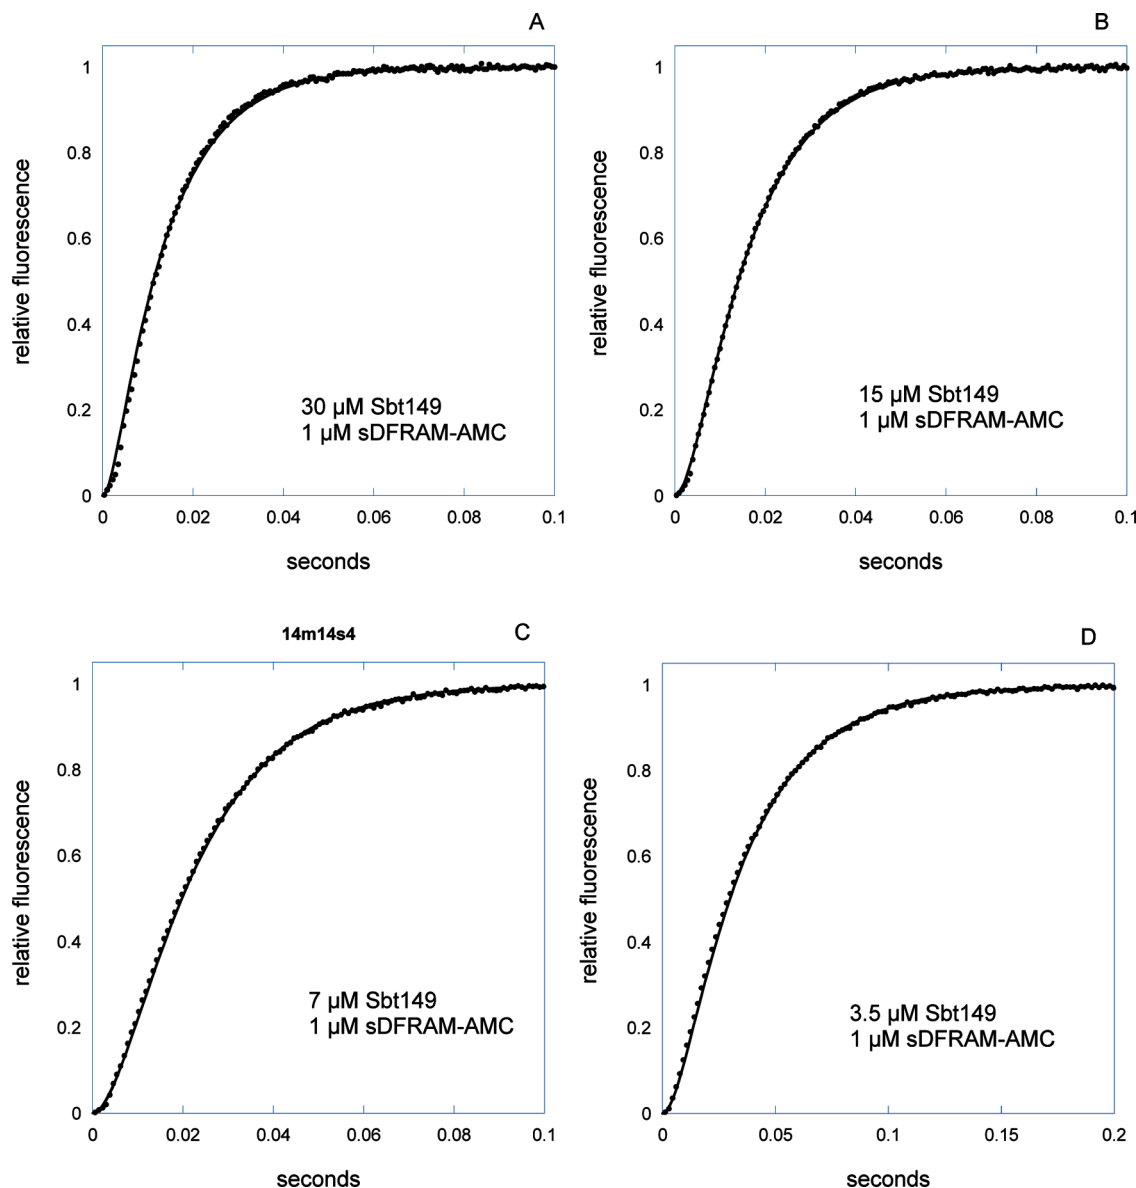 A
1
0.8
0.6
0.4
0.2
0
relative fluorescence
30 µM Sbt149
1 µM sDFRAM-AMC
0 0.02 0.04 0.06 0.08 0.1
seconds
B
1
0.8
0.6
0.4
0.2
0
relative fluorescence
15 µM Sbt149
1 µM sDFRAM-AMC
0 0.02 0.04 0.06 0.08 0.1
seconds
14m14s4
C
1
0.8
0.6
0.4
0.2
0
relative fluorescence
7 µM Sbt149
1 µM sDFRAM-AMC
0 0.02 0.04 0.06 0.08 0.1
seconds
D
1
0.8
0.6
0.4
0.2
0
relative fluorescence
3.5 µM Sbt149
1 µM sDFRAM-AMC
0 0.05 0.1 0.15 0.2
seconds